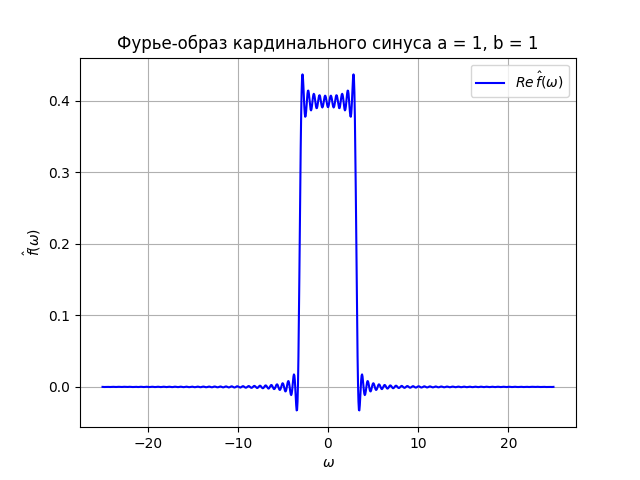 Фурье-образ кардинального синуса a = 1, b = 1
Re f̂(ω)
f̂(ω)
0.4
0.3
0.2
0.1
0.0
−20
−10
0
10
20
ω